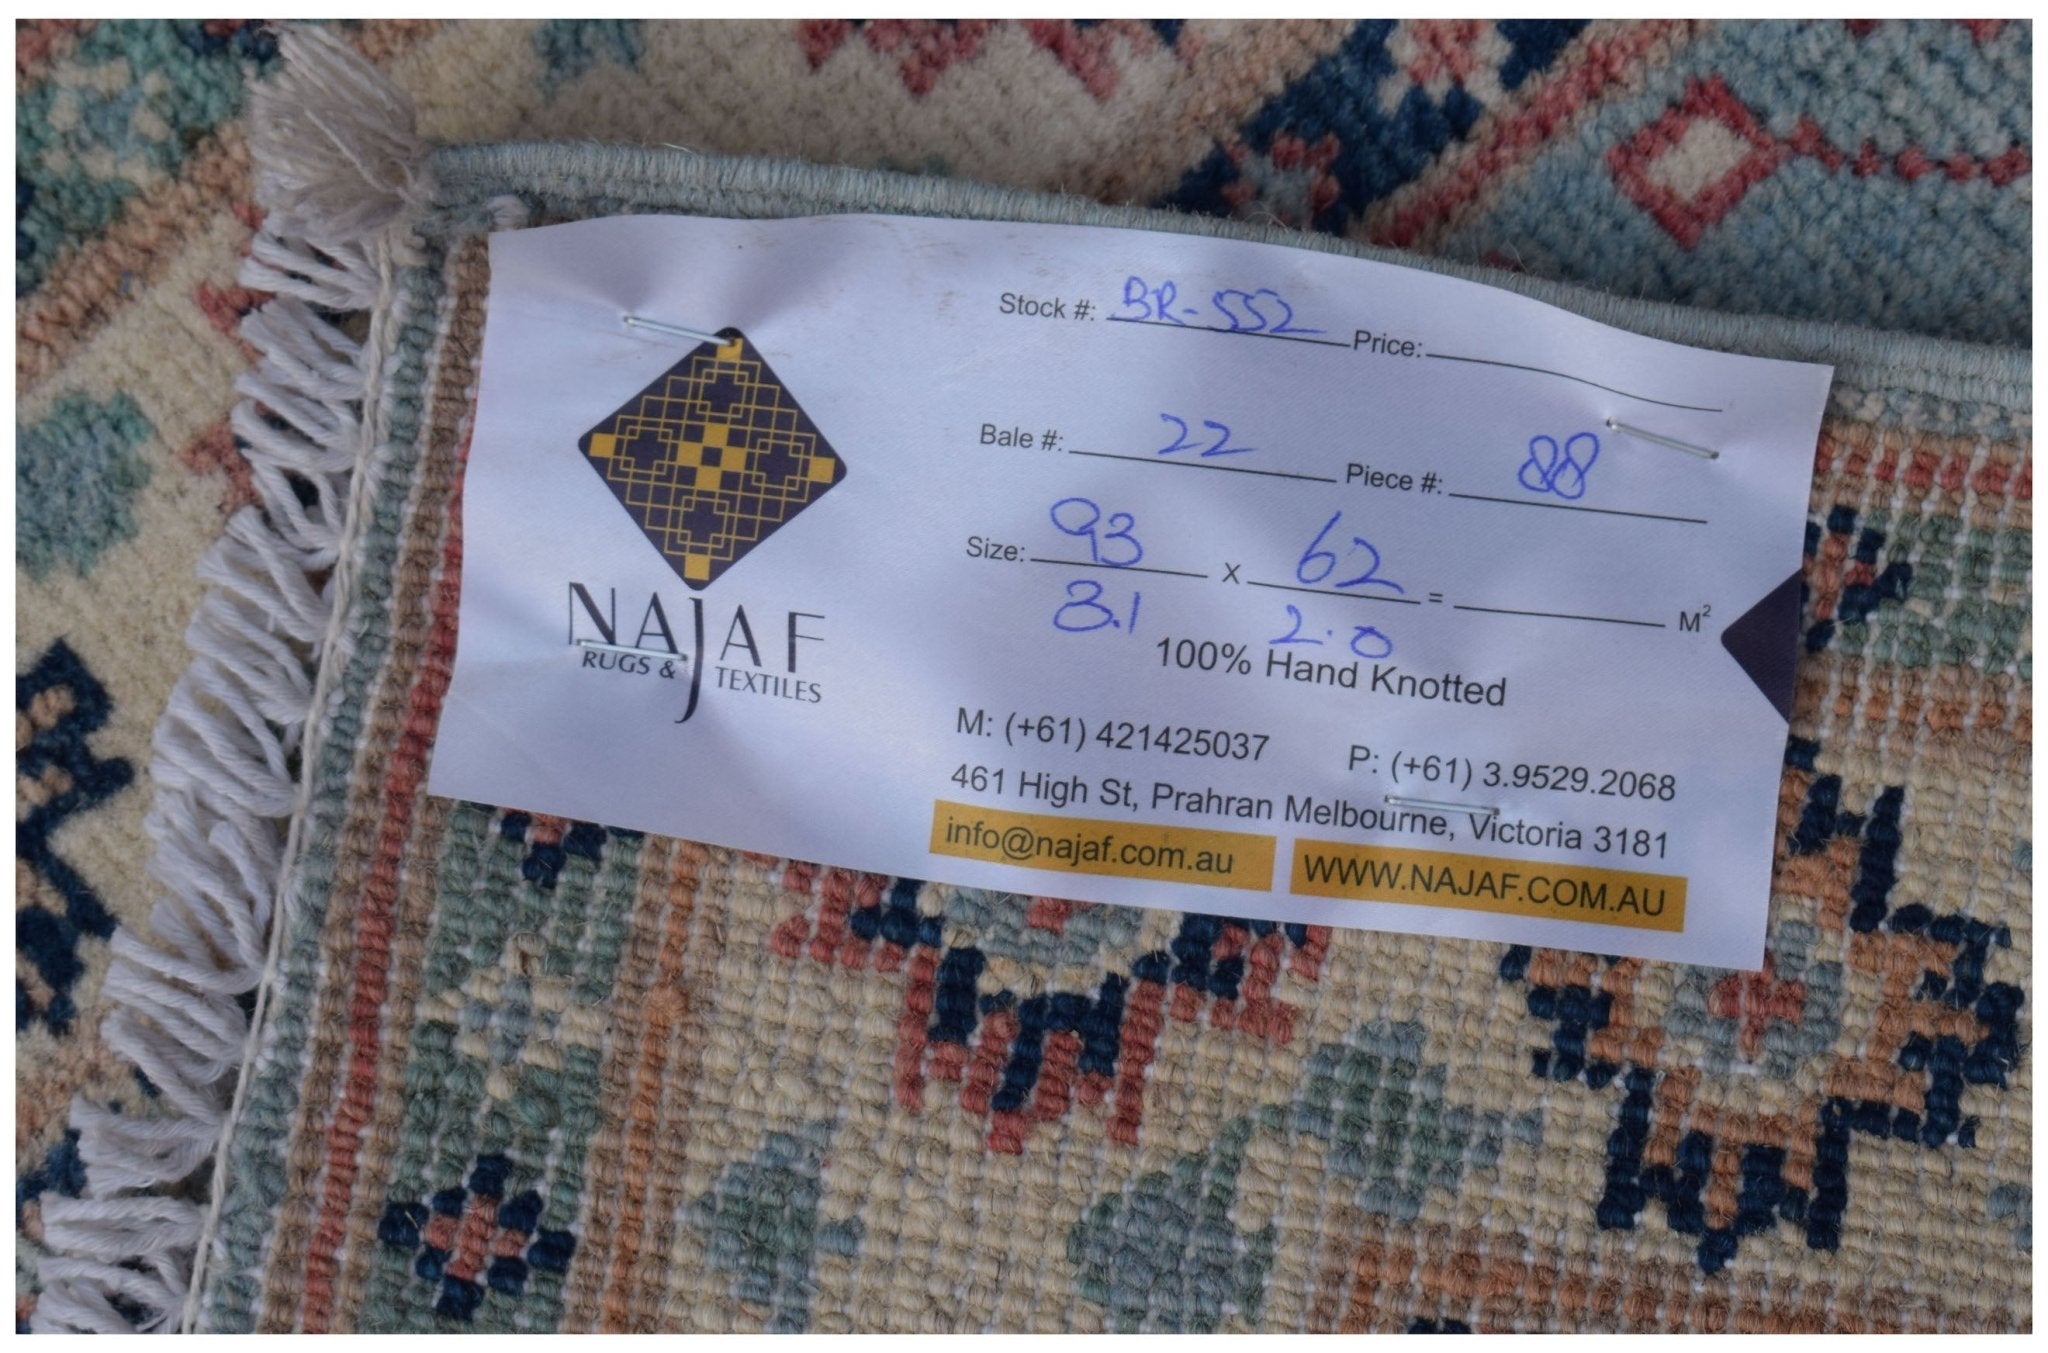 Stock #: BR-552 Price:
Bale #: 22 Piece #: 88
Size: 93 x 62 = M²
3.1 2.0
100% Hand Knotted
NAJAF
RUGS & TEXTILES
M: (+61) 421425037 P: (+61) 3.9529.2068
461 High St, Prahran Melbourne, Victoria 3181
info@najaf.com.au WWW.NAJAF.COM.AU